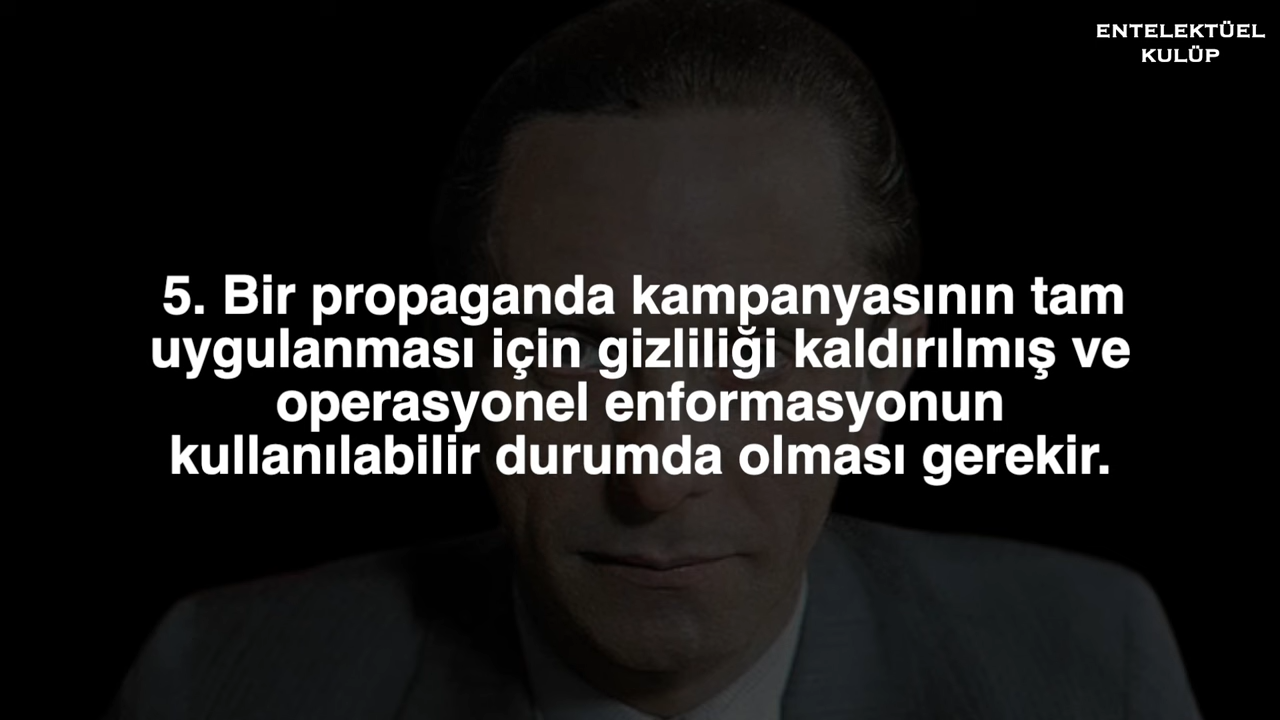 ENTELEKTÜEL
KULÜP
5. Bir propaganda kampanyasının tam
uygulanması için gizliliği kaldırılmış ve
operasyonel enformasyonun
kullanılabilir durumda olması gerekir.